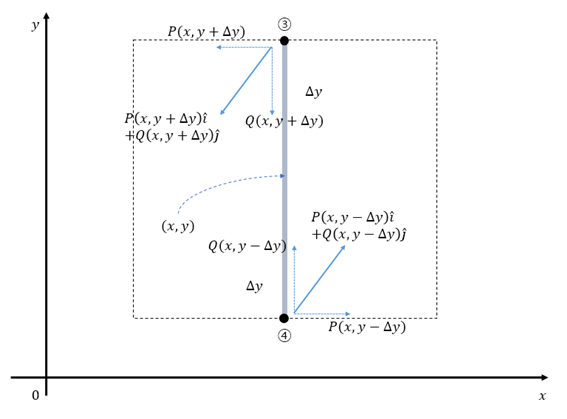 y
P(x, y + Δy)
③
Δy
P(x, y + Δy)î
+Q(x, y + Δy)ĵ
Q(x, y + Δy)
(x, y)
P(x, y − Δy)î
+Q(x, y − Δy)ĵ
Q(x, y − Δy)
Δy
P(x, y − Δy)
④
0
x